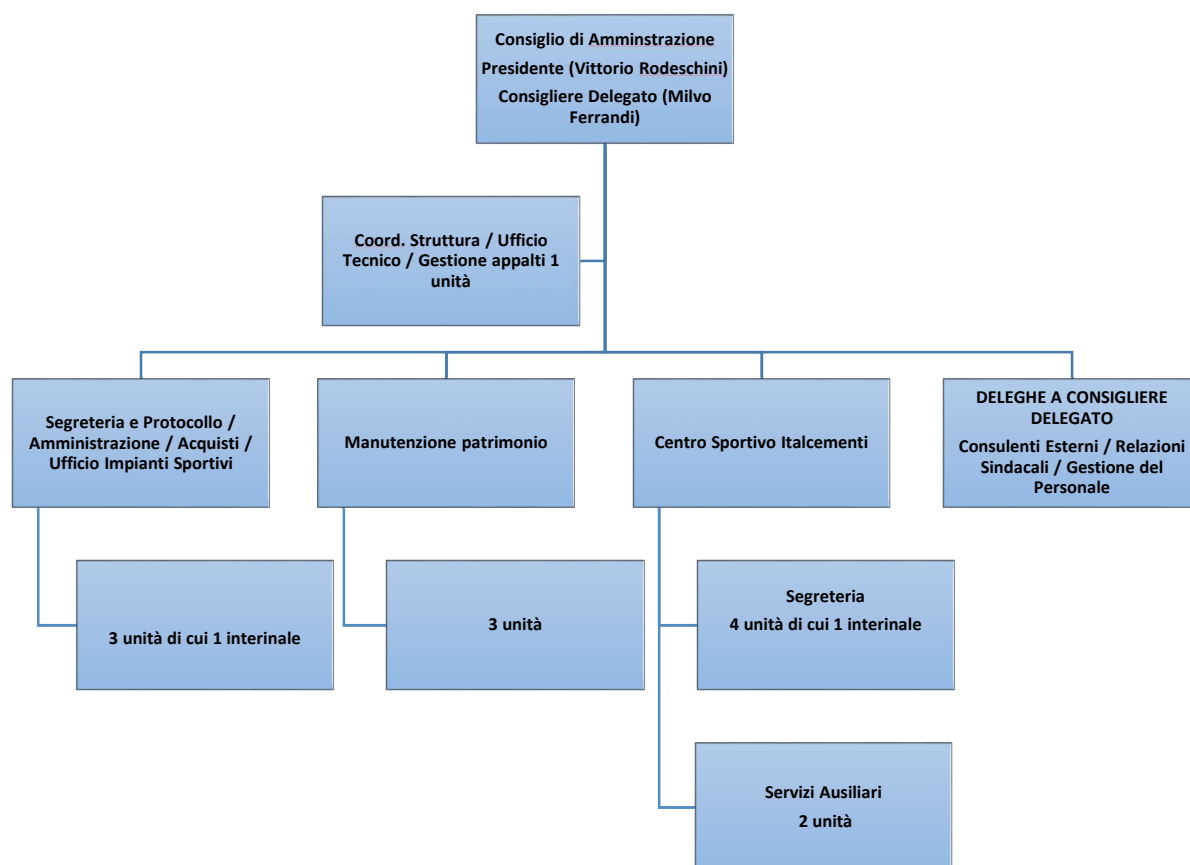 Consiglio di Amminstrazione
Presidente (Vittorio Rodeschini)
Consigliere Delegato (Milvo
Ferrandi)
Coord. Struttura / Ufficio
Tecnico / Gestione appalti 1
unità
Segreteria e Protocollo /
Amministrazione / Acquisti /
Ufficio Impianti Sportivi
Manutenzione patrimonio
Centro Sportivo Italcementi
DELEGHE A CONSIGLIERE
DELEGATO
Consulenti Esterni / Relazioni
Sindacali / Gestione del
Personale
3 unità di cui 1 interinale
3 unità
Segreteria
4 unità di cui 1 interinale
Servizi Ausiliari
2 unità